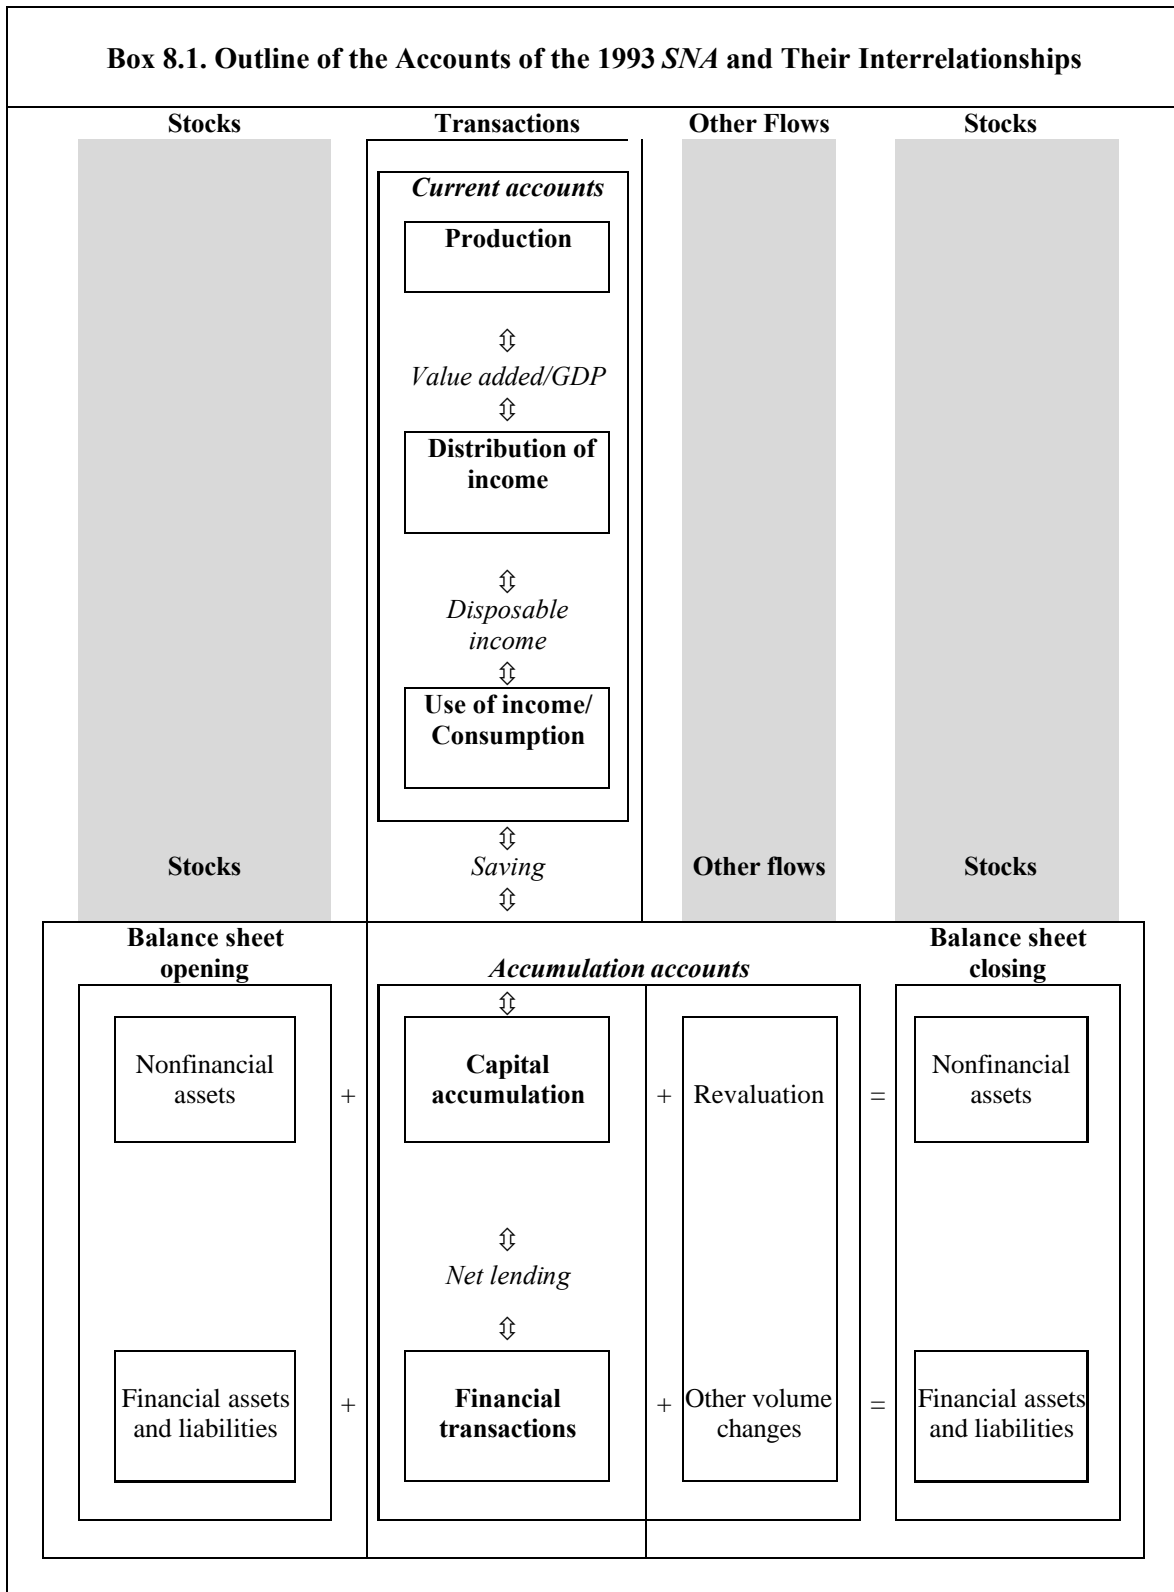 Box 8.1. Outline of the Accounts of the 1993 SNA and Their Interrelationships
Stocks Transactions Other Flows Stocks
Current accounts
Production
⇕
Value added/GDP
⇕
Distribution of
income
⇕
Disposable
income
⇕
Use of income/
Consumption
⇕
Stocks Saving Other flows Stocks
⇕
Balance sheet
opening
Accumulation accounts
Balance sheet
closing
⇕
Nonfinancial
assets
+
Capital
accumulation
+ Revaluation =
Nonfinancial
assets
⇕
Net lending
⇕
Financial assets
and liabilities
+
Financial
transactions
+
Other volume
changes
=
Financial assets
and liabilities